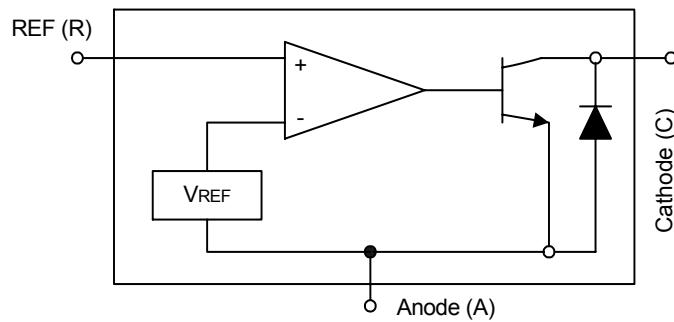 REF (R)
+
-
VREF
Cathode (C)
Anode (A)